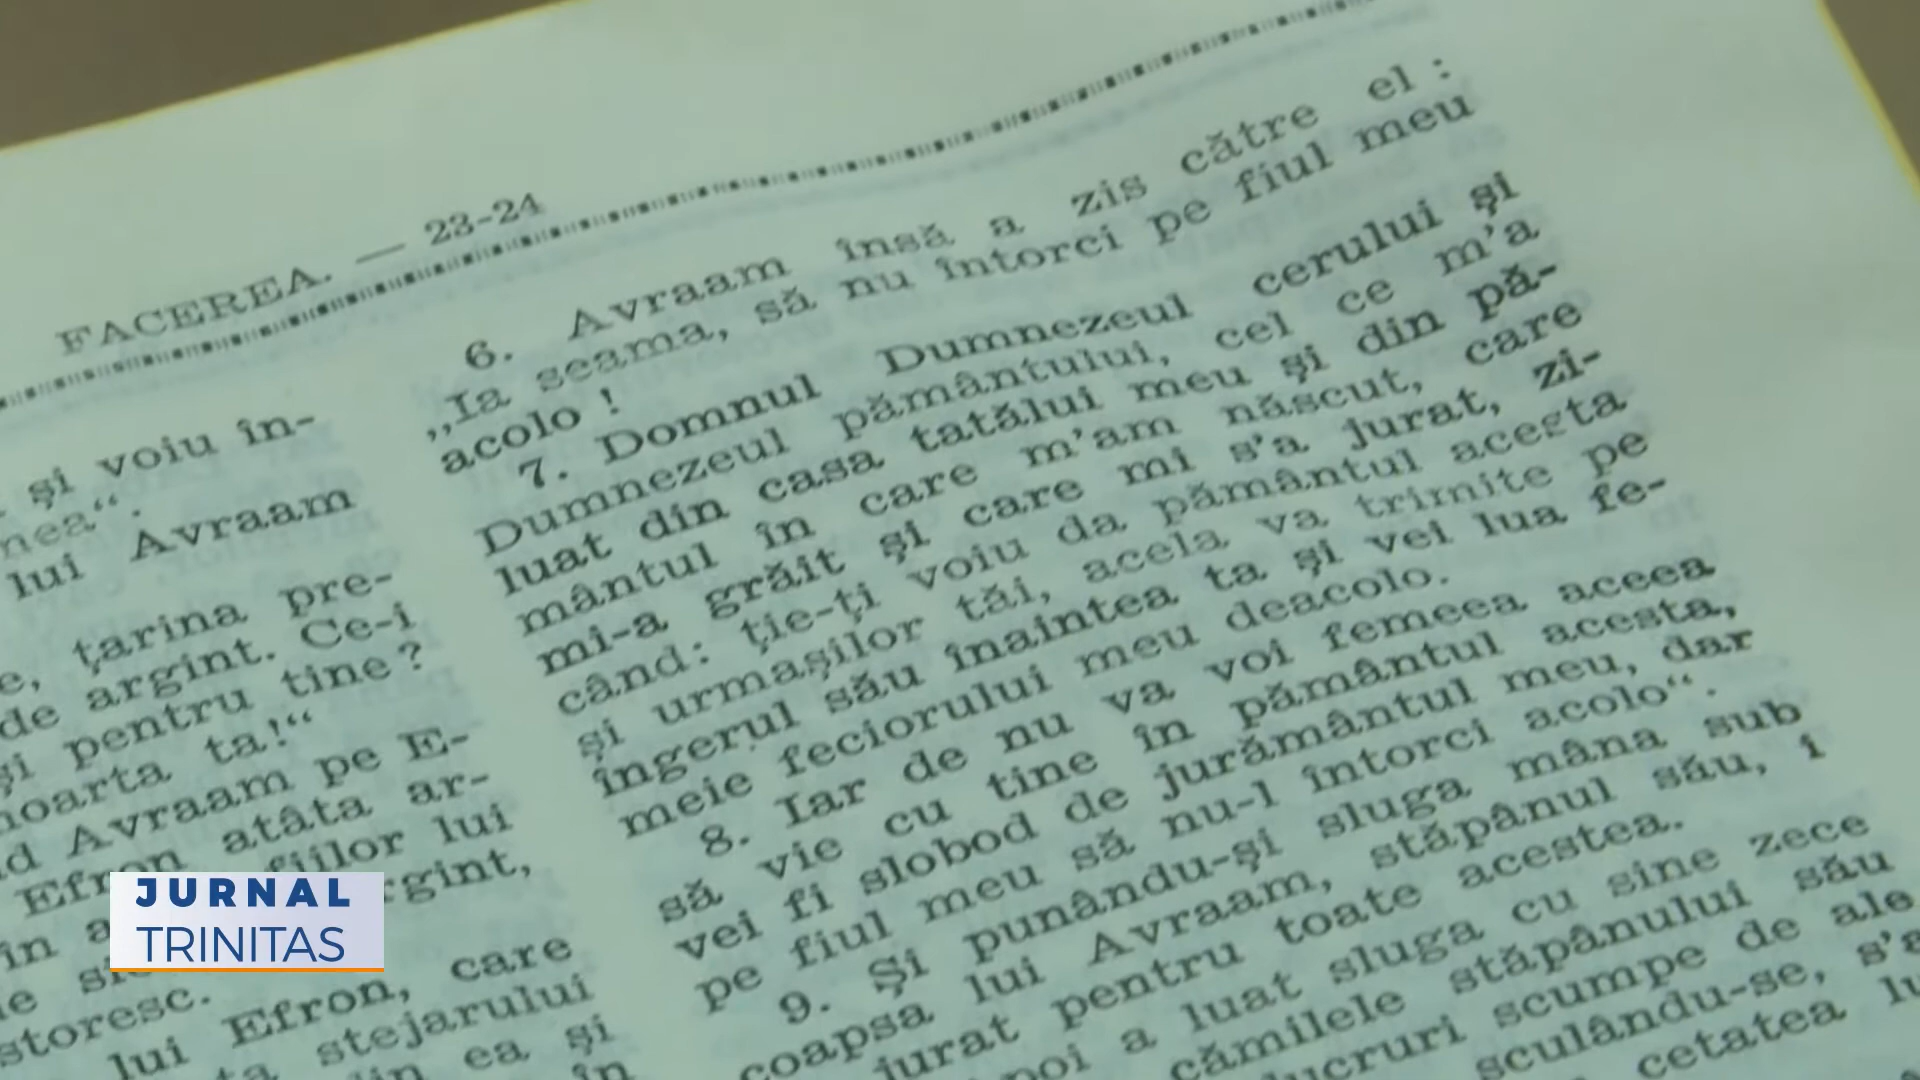 FACEREA. — 23-24
şi voiu în-
nea“.
lui Avraam
e, ţarina pre-
de argint. Ce-i
şi pentru tine?
moarta ta!“
Avraam pe E-
Efron atâta ar-
fiilor lui
argint,
în
storesc.
lui Efron, care
stejarului
din ea şi
în
6. Avraam însă a zis către el :
„Ia seama, să nu întorci pe fiul meu
acolo !
7. Domnul Dumnezeul cerului şi
Dumnezeul pământului, cel ce m’a
luat din casa tatălui meu şi din pă-
mântul în care m’am născut, care
mi-a grăit şi care mi s’a jurat, zi-
când: ţie-ţi voiu da pământul acesta
şi urmaşilor tăi, acela va trimite pe
îngerul său înaintea ta şi vei lua fe-
meie feciorului meu deacolo.
8. Iar de nu va voi femeea aceea
să vie cu tine în pământul acesta,
vei fi slobod de jurământul meu, dar
pe fiul meu să nu-l întorci acolo“.
9. Şi punându-şi sluga mâna sub
coapsa lui Avraam, stăpânul său, i
jurat pentru toate acestea.
a luat sluga cu sine zece
cămilele stăpânului său
lucruri scumpe de ale
sculându-se, s’a
cetatea
JURNAL
TRINITAS